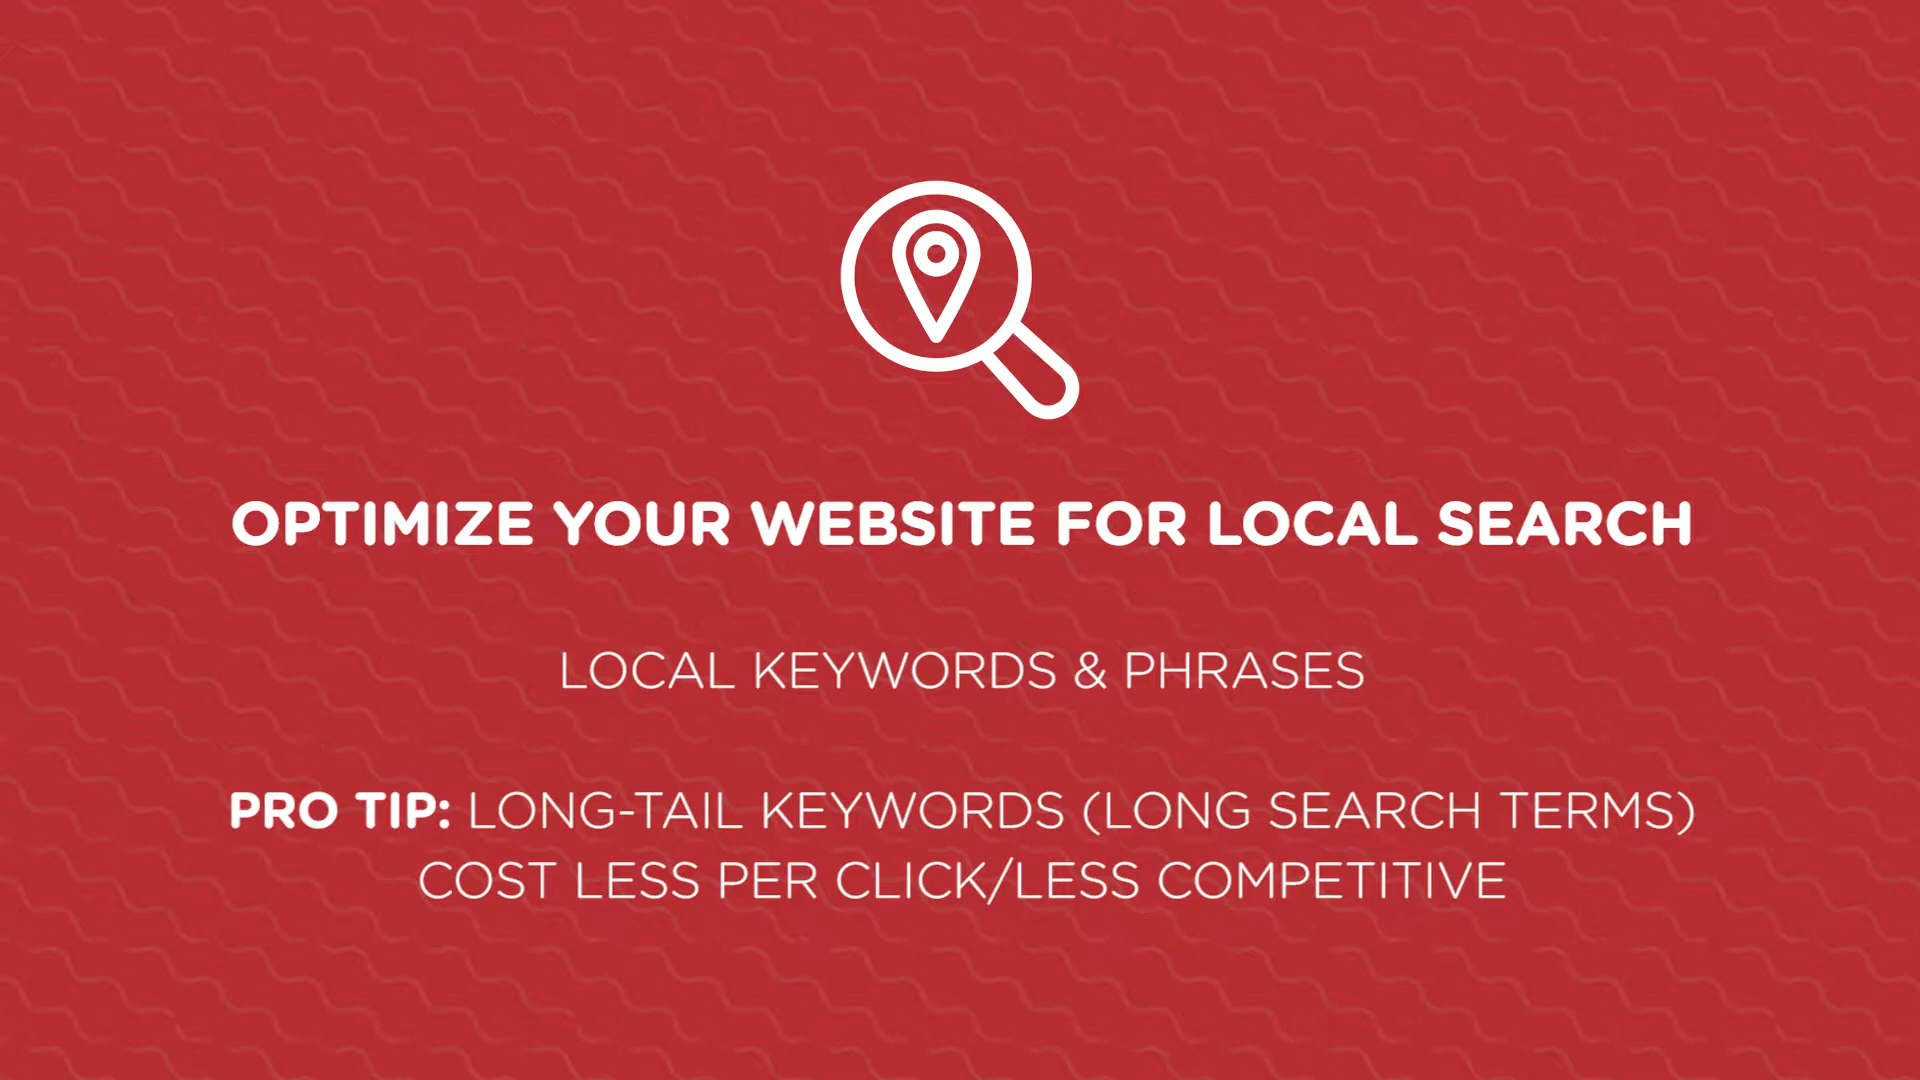 OPTIMIZE YOUR WEBSITE FOR LOCAL SEARCH
LOCAL KEYWORDS & PHRASES
PRO TIP: LONG-TAIL KEYWORDS (LONG SEARCH TERMS)
COST LESS PER CLICK/LESS COMPETITIVE